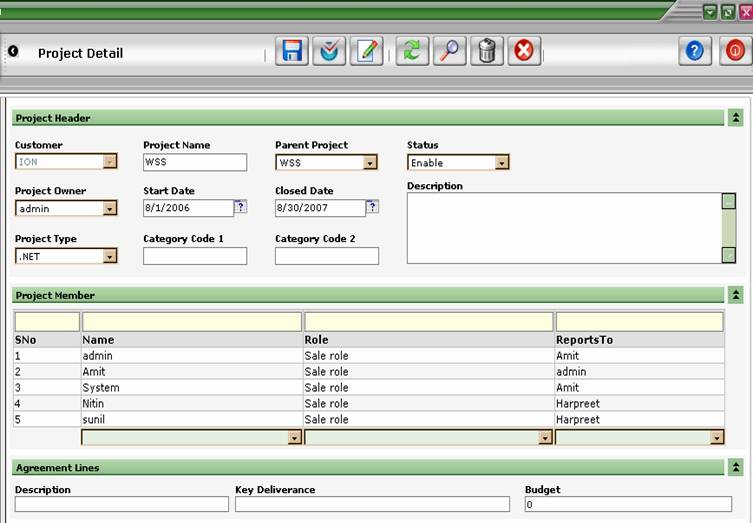 Project Detail
Project Header
Customer Project Name Parent Project Status
ION WSS WSS Enable
Project Owner Start Date Closed Date Description
admin 8/1/2006 8/30/2007
Project Type Category Code 1 Category Code 2
.NET
Project Member
SNo Name Role ReportsTo
1 admin Sale role Amit
2 Amit Sale role admin
3 System Sale role Amit
4 Nitin Sale role Harpreet
5 sunil Sale role Harpreet
Agreement Lines
Description Key Deliverance Budget
0